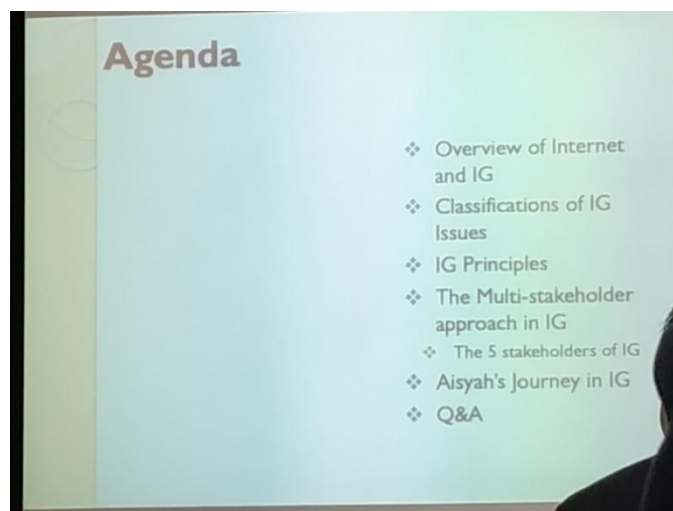 Agenda
Overview of Internet
and IG
Classifications of IG
Issues
IG Principles
The Multi-stakeholder
approach in IG
The 5 stakeholders of IG
Aisyah's Journey in IG
Q&A